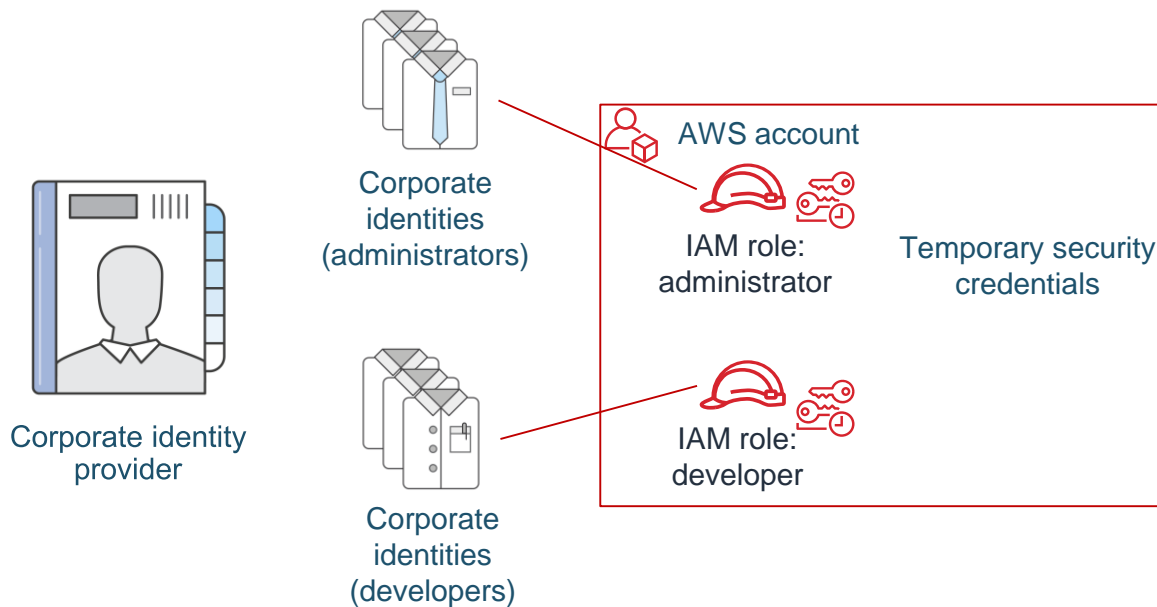 Corporate identity
provider
Corporate
identities
(administrators)
Corporate
identities
(developers)
AWS account
IAM role:
administrator
Temporary security
credentials
IAM role:
developer